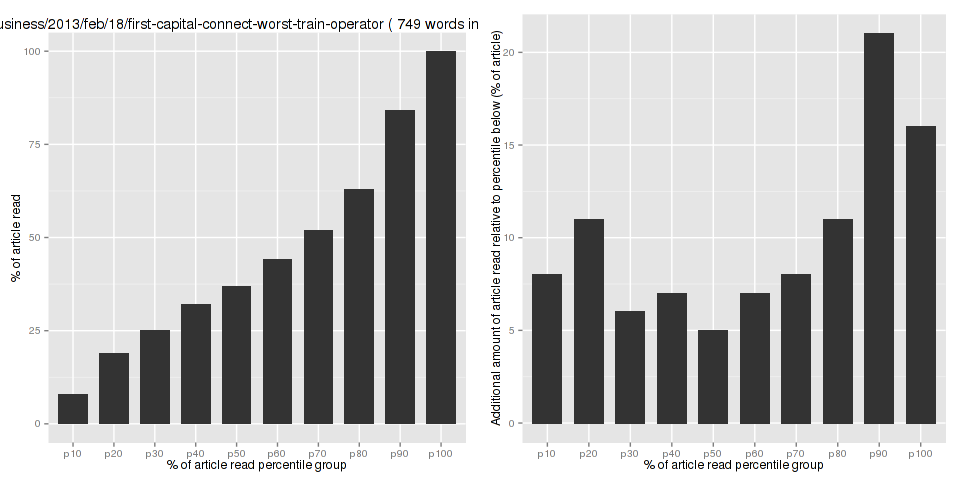 usiness/2013/feb/18/first-capital-connect-worst-train-operator ( 749 words in
% of article read
100
75
50
25
0
p10 p20 p30 p40 p50 p60 p70 p80 p90 p100
% of article read percentile group
Additional amount of article read relative to percentile below (% of article)
20
15
10
5
0
p10 p20 p30 p40 p50 p60 p70 p80 p90 p100
% of article read percentile group